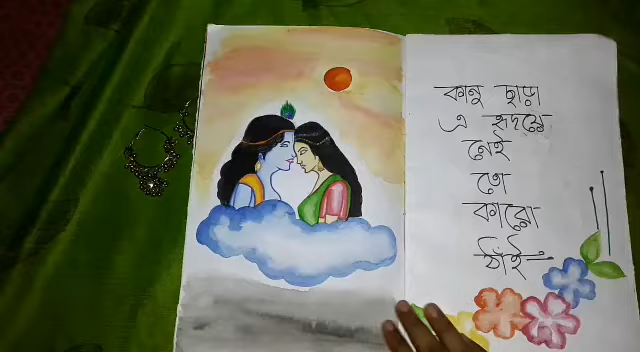 কানু ছাড়া
এ হৃদয়ে
নেই
তো
কারো
ঠাঁই